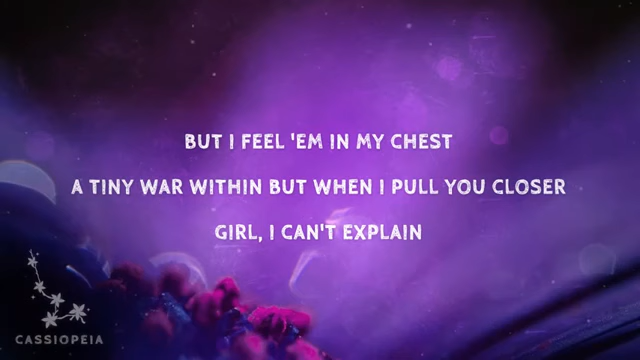 BUT I FEEL 'EM IN MY CHEST
A TINY WAR WITHIN BUT WHEN I PULL YOU CLOSER
GIRL, I CAN'T EXPLAIN
CASSIOPEIA